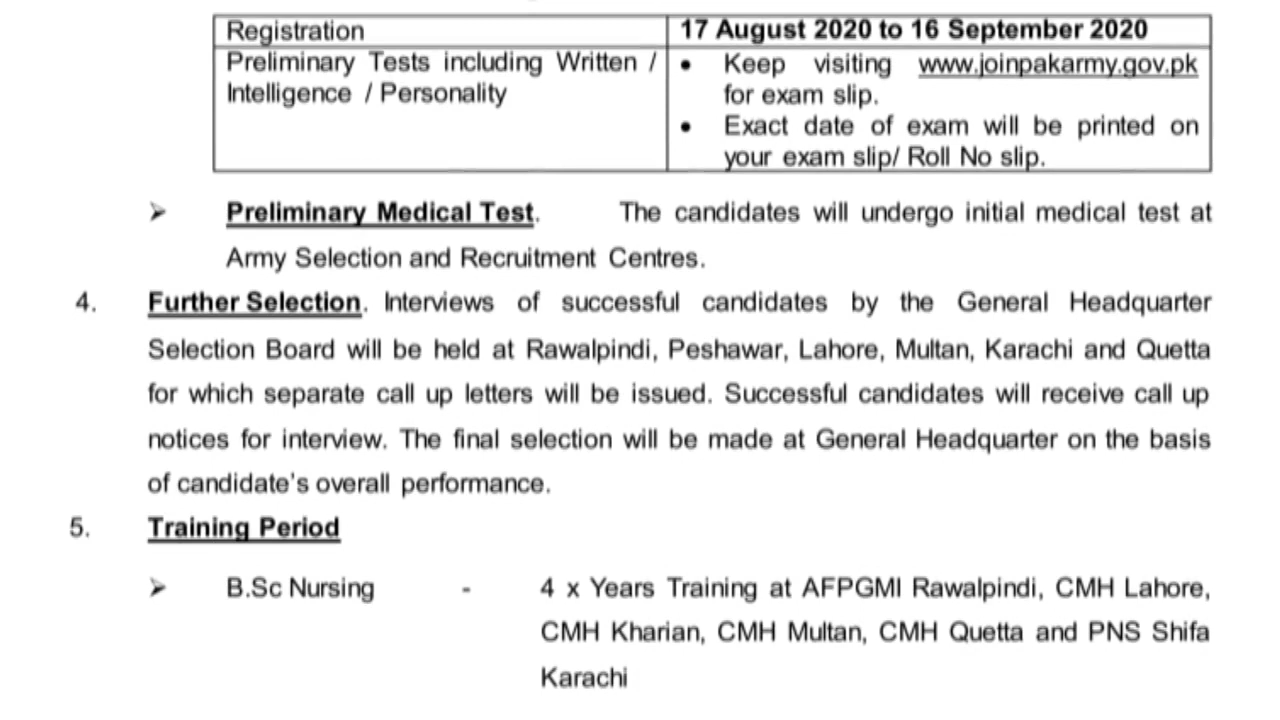 Registration
17 August 2020 to 16 September 2020
Preliminary Tests including Written /
Intelligence / Personality
• Keep visiting www.joinpakarmy.gov.pk
for exam slip.
• Exact date of exam will be printed on
your exam slip/ Roll No slip.
➢ Preliminary Medical Test. The candidates will undergo initial medical test at
Army Selection and Recruitment Centres.
4. Further Selection. Interviews of successful candidates by the General Headquarter
Selection Board will be held at Rawalpindi, Peshawar, Lahore, Multan, Karachi and Quetta
for which separate call up letters will be issued. Successful candidates will receive call up
notices for interview. The final selection will be made at General Headquarter on the basis
of candidate's overall performance.
5. Training Period
➢ B.Sc Nursing - 4 x Years Training at AFPGMI Rawalpindi, CMH Lahore,
CMH Kharian, CMH Multan, CMH Quetta and PNS Shifa
Karachi